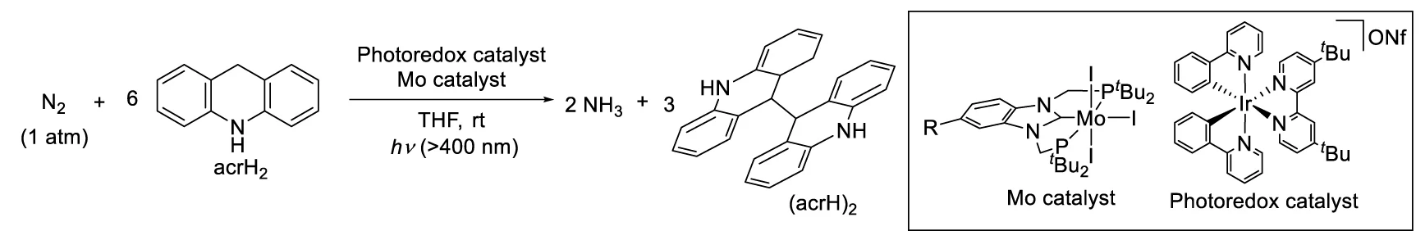 N2 + 6
(1 atm)
N
H
acrH2
Photoredox catalyst
Mo catalyst
THF, rt
hν (>400 nm)
2 NH3 + 3
HN
NH
(acrH)2
R
N
N
PtBu2
P
tBu2
Mo
I
I
I
Mo catalyst
N
N
Ir
N
N
tBu
tBu
ONf
Photoredox catalyst